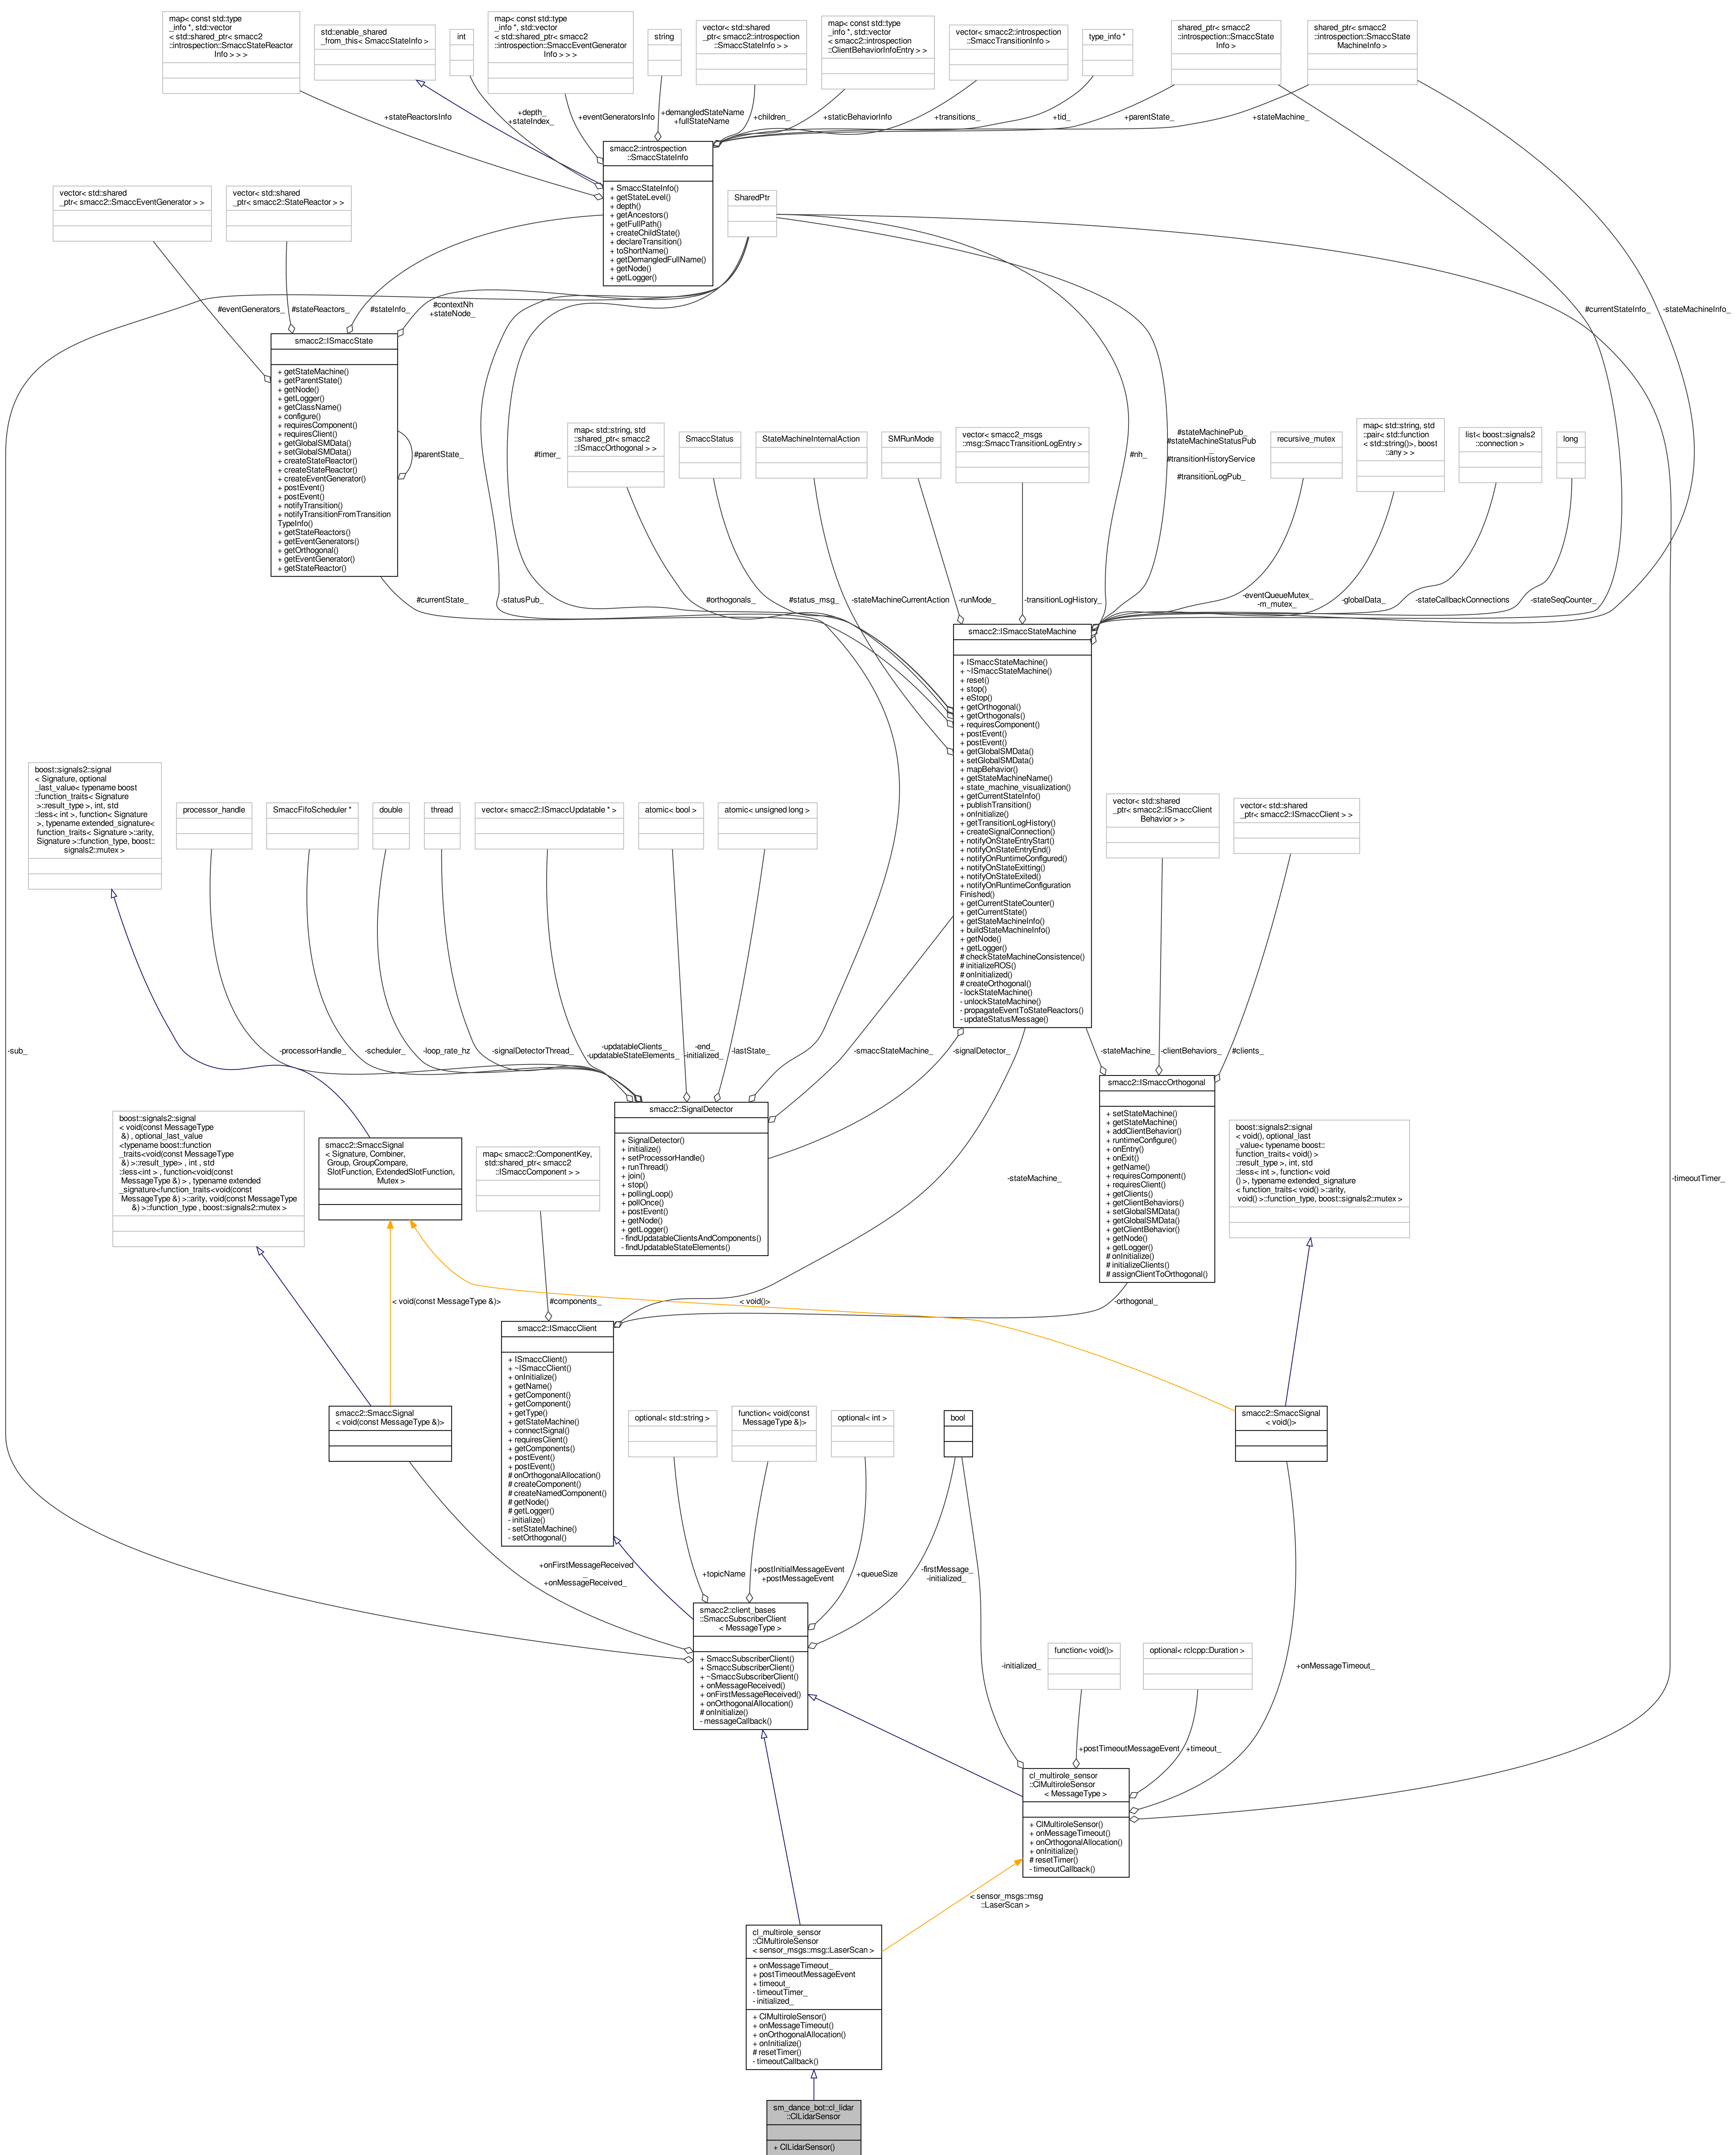 map< const std::type
_info *, std::vector
< std::shared_ptr< smacc2
::introspection::SmaccStateReactor
Info > > >
std::enable_shared
_from_this< SmaccStateInfo >
int
map< const std::type
_info *, std::vector
< std::shared_ptr< smacc2
::introspection::SmaccEventGenerator
Info > > >
string
vector< std::shared
_ptr< smacc2::introspection
::SmaccStateInfo > >
map< const std::type
_info *, std::vector
< smacc2::introspection
::ClientBehaviorInfoEntry > >
vector< smacc2::introspection
::SmaccTransitionInfo >
type_info *
shared_ptr< smacc2
::introspection::SmaccState
Info >
shared_ptr< smacc2
::introspection::SmaccState
MachineInfo >
+stateReactorsInfo
+depth_
+stateIndex_
+eventGeneratorsInfo
+demangledStateName
+fullStateName
+children_
+staticBehaviorInfo
+transitions_
+tid_
+parentState_
+stateMachine_
smacc2::introspection
::SmaccStateInfo
+ SmaccStateInfo()
+ getStateLevel()
+ depth()
+ getAncestors()
+ getFullPath()
+ createChildState()
+ declareTransition()
+ toShortName()
+ getDemangledFullName()
+ getNode()
+ getLogger()
vector< std::shared
_ptr< smacc2::SmaccEventGenerator > >
vector< std::shared
_ptr< smacc2::StateReactor > >
SharedPtr
#eventGenerators_
#stateReactors_
#stateInfo_
#contextNh
+stateNode_
#currentStateInfo_
-stateMachineInfo_
smacc2::ISmaccState
+ getStateMachine()
+ getParentState()
+ getNode()
+ getLogger()
+ getClassName()
+ configure()
+ requiresComponent()
+ requiresClient()
+ getGlobalSMData()
+ setGlobalSMData()
+ createStateReactor()
+ createStateReactor()
+ createEventGenerator()
+ postEvent()
+ postEvent()
+ notifyTransition()
+ notifyTransitionFromTransition
TypeInfo()
+ getStateReactors()
+ getEventGenerators()
+ getOrthogonal()
+ getEventGenerator()
+ getStateReactor()
#parentState_
#timer_
map< std::string, std
::shared_ptr< smacc2
::ISmaccOrthogonal > >
SmaccStatus
StateMachineInternalAction
SMRunMode
vector< smacc2_msgs
::msg::SmaccTransitionLogEntry >
#nh_
#stateMachinePub_
#stateMachineStatusPub
_
#transitionHistoryService
_
#transitionLogPub_
recursive_mutex
map< std::string, std
::pair< std::function
< std::string()>, boost
::any > >
list< boost::signals2
::connection >
long
#currentState_
-statusPub_
#orthogonals_
#status_msg_
-stateMachineCurrentAction
-runMode_
-transitionLogHistory_
-eventQueueMutex_
-m_mutex_
-globalData_
-stateCallbackConnections
-stateSeqCounter_
smacc2::ISmaccStateMachine
+ ISmaccStateMachine()
+ ~ISmaccStateMachine()
+ reset()
+ stop()
+ eStop()
+ getOrthogonal()
+ getOrthogonals()
+ requiresComponent()
+ postEvent()
+ postEvent()
+ getGlobalSMData()
+ setGlobalSMData()
+ mapBehavior()
+ getStateMachineName()
+ state_machine_visualization()
+ getCurrentStateInfo()
+ publishTransition()
+ onInitialize()
+ getTransitionLogHistory()
+ createSignalConnection()
+ notifyOnStateEntryStart()
+ notifyOnStateEntryEnd()
+ notifyOnRuntimeConfigured()
+ notifyOnStateExitting()
+ notifyOnStateExited()
+ notifyOnRuntimeConfiguration
Finished()
+ getCurrentStateCounter()
+ getCurrentState()
+ getStateMachineInfo()
+ buildStateMachineInfo()
+ getNode()
+ getLogger()
# checkStateMachineConsistence()
# initializeROS()
# onInitialized()
# createOrthogonal()
- lockStateMachine()
- unlockStateMachine()
- propagateEventToStateReactors()
- updateStatusMessage()
boost::signals2::signal
< Signature, optional
_last_value< typename boost
::function_traits< Signature
>::result_type >, int, std
::less< int >, function< Signature
>, typename extended_signature<
function_traits< Signature >::arity,
Signature >::function_type, boost::
signals2::mutex >
processor_handle
SmaccFifoScheduler *
double
thread
vector< smacc2::ISmaccUpdatable * >
atomic< bool >
atomic< unsigned long >
vector< std::shared
_ptr< smacc2::ISmaccClient
Behavior > >
vector< std::shared
_ptr< smacc2::ISmaccClient > >
-sub_
-processorHandle_
-scheduler_
-loop_rate_hz
-signalDetectorThread_
-updatableClients_
-updatableStateElements_
-end_
-initialized_
-lastState_
-smaccStateMachine_
-signalDetector_
-stateMachine_
-clientBehaviors_
#clients_
smacc2::SignalDetector
+ SignalDetector()
+ initialize()
+ setProcessorHandle()
+ runThread()
+ join()
+ stop()
+ pollingLoop()
+ pollOnce()
+ postEvent()
+ getNode()
+ getLogger()
- findUpdatableClientsAndComponents()
- findUpdatableStateElements()
smacc2::ISmaccOrthogonal
+ setStateMachine()
+ getStateMachine()
+ addClientBehavior()
+ runtimeConfigure()
+ onEntry()
+ onExit()
+ getName()
+ requiresComponent()
+ requiresClient()
+ getClients()
+ getClientBehaviors()
+ setGlobalSMData()
+ getGlobalSMData()
+ getClientBehavior()
+ getNode()
+ getLogger()
# onInitialize()
# initializeClients()
# assignClientToOrthogonal()
boost::signals2::signal
< void(const MessageType
&) , optional_last_value
<typename boost::function
_traits<void(const MessageType
&) >::result_type> , int , std
::less<int > , function<void(const
MessageType &) > , typename extended
_signature<function_traits<void(const
MessageType &) >::arity, void(const MessageType
&) >::function_type , boost::signals2::mutex >
smacc2::SmaccSignal
< Signature, Combiner,
Group, GroupCompare,
SlotFunction, ExtendedSlotFunction,
Mutex >
map< smacc2::ComponentKey,
std::shared_ptr< smacc2
::ISmaccComponent > >
boost::signals2::signal
< void(), optional_last
_value< typename boost::
function_traits< void() >
::result_type >, int, std
::less< int >, function< void
() >, typename extended_signature
< function_traits< void() >::arity,
void() >::function_type, boost::signals2::mutex >
-stateMachine_
-timeoutTimer_
< void(const MessageType &)>
#components_
< void()>
-orthogonal_
smacc2::ISmaccClient
+ ISmaccClient()
+ ~ISmaccClient()
+ onInitialize()
+ getName()
+ getComponent()
+ getComponent()
+ getType()
+ getStateMachine()
+ connectSignal()
+ requiresClient()
+ getComponents()
+ postEvent()
+ postEvent()
# onOrthogonalAllocation()
# createComponent()
# createNamedComponent()
# getNode()
# getLogger()
- initialize()
- setStateMachine()
- setOrthogonal()
smacc2::SmaccSignal
< void(const MessageType &)>
optional< std::string >
function< void(const
MessageType &)>
optional< int >
bool
smacc2::SmaccSignal
< void()>
+onFirstMessageReceived
_
+onMessageReceived_
+topicName
+postInitialMessageEvent
+postMessageEvent
+queueSize
-firstMessage_
-initialized_
smacc2::client_bases
::SmaccSubscriberClient
< MessageType >
+ SmaccSubscriberClient()
+ SmaccSubscriberClient()
+ ~SmaccSubscriberClient()
+ onMessageReceived()
+ onFirstMessageReceived()
+ onOrthogonalAllocation()
# onInitialize()
- messageCallback()
-initialized_
function< void()>
optional< rclcpp::Duration >
+onMessageTimeout_
+postTimeoutMessageEvent
+timeout_
cl_multirole_sensor
::ClMultiroleSensor
< MessageType >
+ ClMultiroleSensor()
+ onMessageTimeout()
+ onOrthogonalAllocation()
+ onInitialize()
# resetTimer()
- timeoutCallback()
< sensor_msgs::msg
::LaserScan >
cl_multirole_sensor
::ClMultiroleSensor
< sensor_msgs::msg::LaserScan >
+ onMessageTimeout_
+ postTimeoutMessageEvent
+ timeout_
- timeoutTimer_
- initialized_
+ ClMultiroleSensor()
+ onMessageTimeout()
+ onOrthogonalAllocation()
+ onInitialize()
# resetTimer()
- timeoutCallback()
sm_dance_bot::cl_lidar
::ClLidarSensor
+ ClLidarSensor()